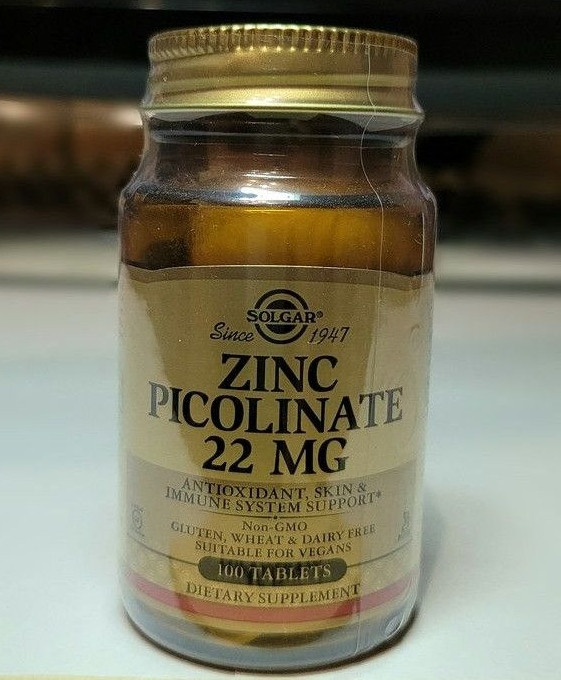 SOLGAR®
Since 1947
ZINC
PICOLINATE
22 MG
ANTIOXIDANT, SKIN &
IMMUNE SYSTEM SUPPORT*
Non-GMO
GLUTEN, WHEAT & DAIRY FREE
SUITABLE FOR VEGANS
100 TABLETS
DIETARY SUPPLEMENT